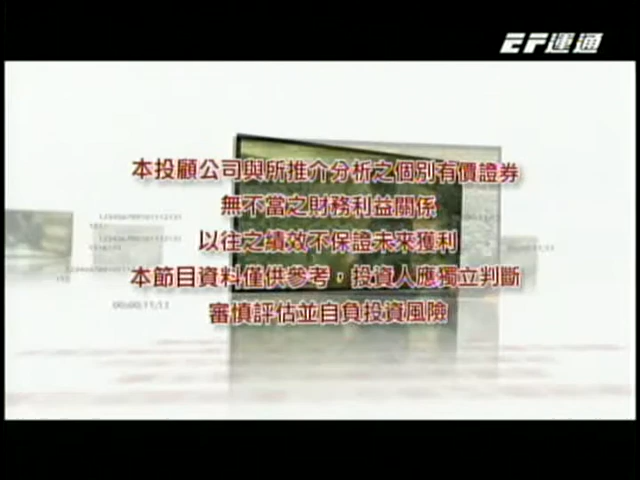 EF運通
本投顧公司與所推介分析之個別有價證券
無不當之財務利益關係
以往之績效不保證未來獲利
本節目資料僅供參考，投資人應獨立判斷
審慎評估並自負投資風險